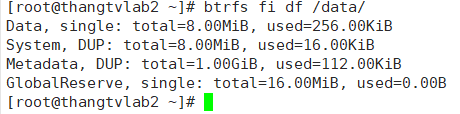 [root@thangtvlab2 ~]# btrfs fi df /data/
Data, single: total=8.00MiB, used=256.00KiB
System, DUP: total=8.00MiB, used=16.00KiB
Metadata, DUP: total=1.00GiB, used=112.00KiB
GlobalReserve, single: total=16.00MiB, used=0.00B
[root@thangtvlab2 ~]#